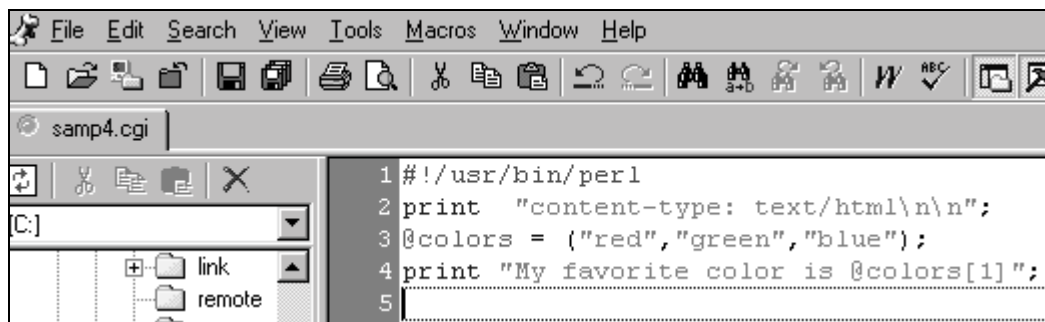 File Edit Search View Tools Macros Window Help
a→b W ABC
samp4.cgi
[C:]
link
remote
1 #!/usr/bin/perl
2 print  "content-type: text/html\n\n";
3 @colors = ("red","green","blue");
4 print "My favorite color is @colors[1]";
5